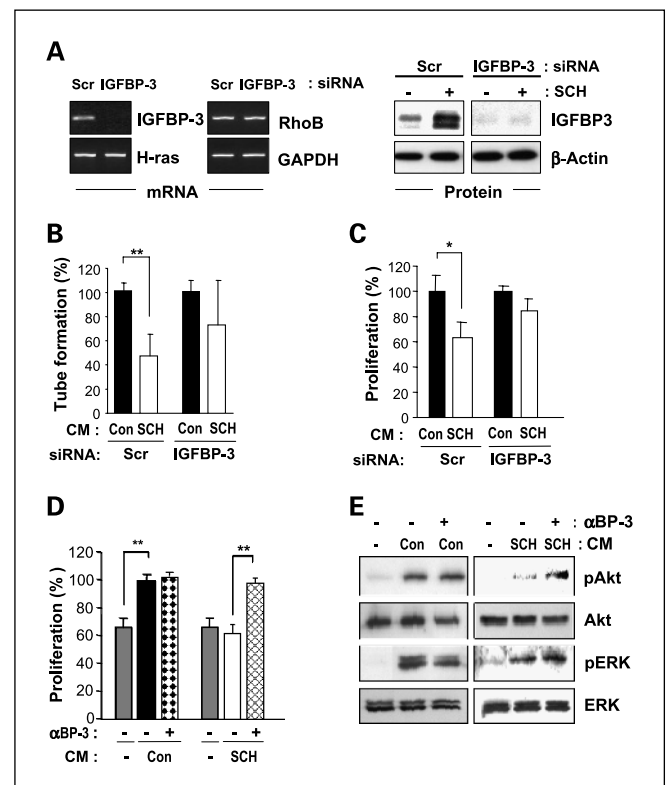 A
Scr IGFBP-3 Scr IGFBP-3 : siRNA
IGFBP-3 RhoB
H-ras GAPDH
mRNA
Scr IGFBP-3 : siRNA
- + - + : SCH
IGFBP3
β-Actin
Protein
B
Tube formation (%)
120
100
80
60
40
20
0
**
CM : Con SCH Con SCH
siRNA: Scr IGFBP-3
C
Proliferation (%)
120
100
80
60
40
20
0
*
CM : Con SCH Con SCH
siRNA: Scr IGFBP-3
D
Proliferation (%)
120
100
80
60
40
20
0
** **
αBP-3 : - - + - - +
CM : - Con - SCH
E
- - + - - + : αBP-3
- Con Con - SCH SCH : CM
pAkt
Akt
pERK
ERK